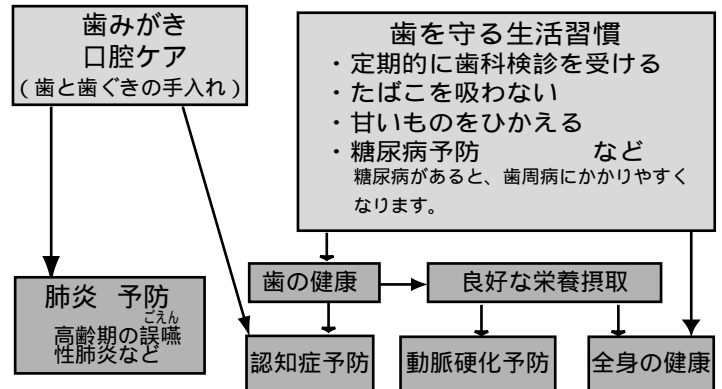 歯みがき
口腔ケア
（歯と歯ぐきの手入れ）
歯を守る生活習慣
・定期的に歯科検診を受ける
・たばこを吸わない
・甘いものをひかえる
・糖尿病予防　　　　など
糖尿病があると、歯周病にかかりやすく
なります。
歯の健康
良好な栄養摂取
肺炎　予防
ごえん
高齢期の誤嚥
性肺炎など
認知症予防
動脈硬化予防
全身の健康